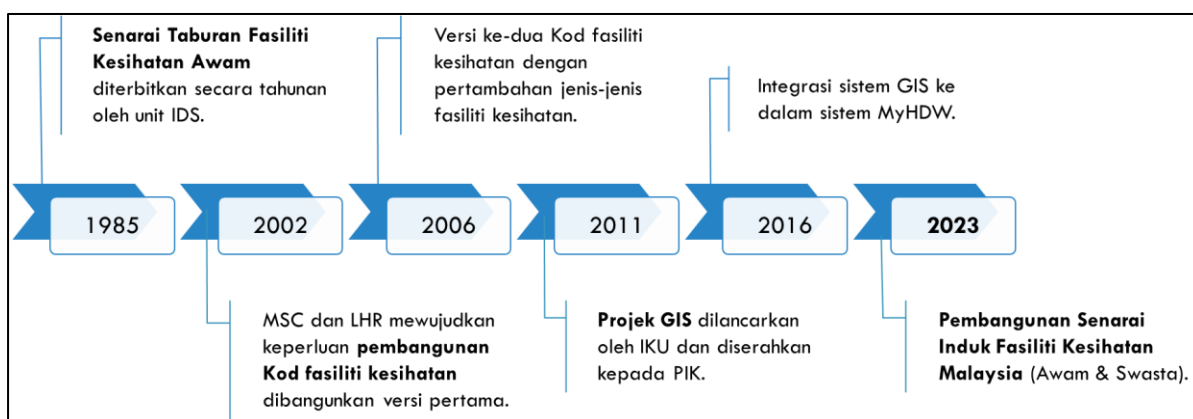 Senarai Taburan Fasiliti
Kesihatan Awam
diterbitkan secara tahunan
oleh unit IDS.
Versi ke-dua Kod fasiliti
kesihatan dengan
pertambahan jenis-jenis
fasiliti kesihatan.
Integrasi sistem GIS ke
dalam sistem MyHDW.
1985
2002
2006
2011
2016
2023
MSC dan LHR mewujudkan
keperluan pembangunan
Kod fasiliti kesihatan
dibangunkan versi pertama.
Projek GIS dilancarkan
oleh IKU dan diserahkan
kepada PIK.
Pembangunan Senarai
Induk Fasiliti Kesihatan
Malaysia (Awam & Swasta).